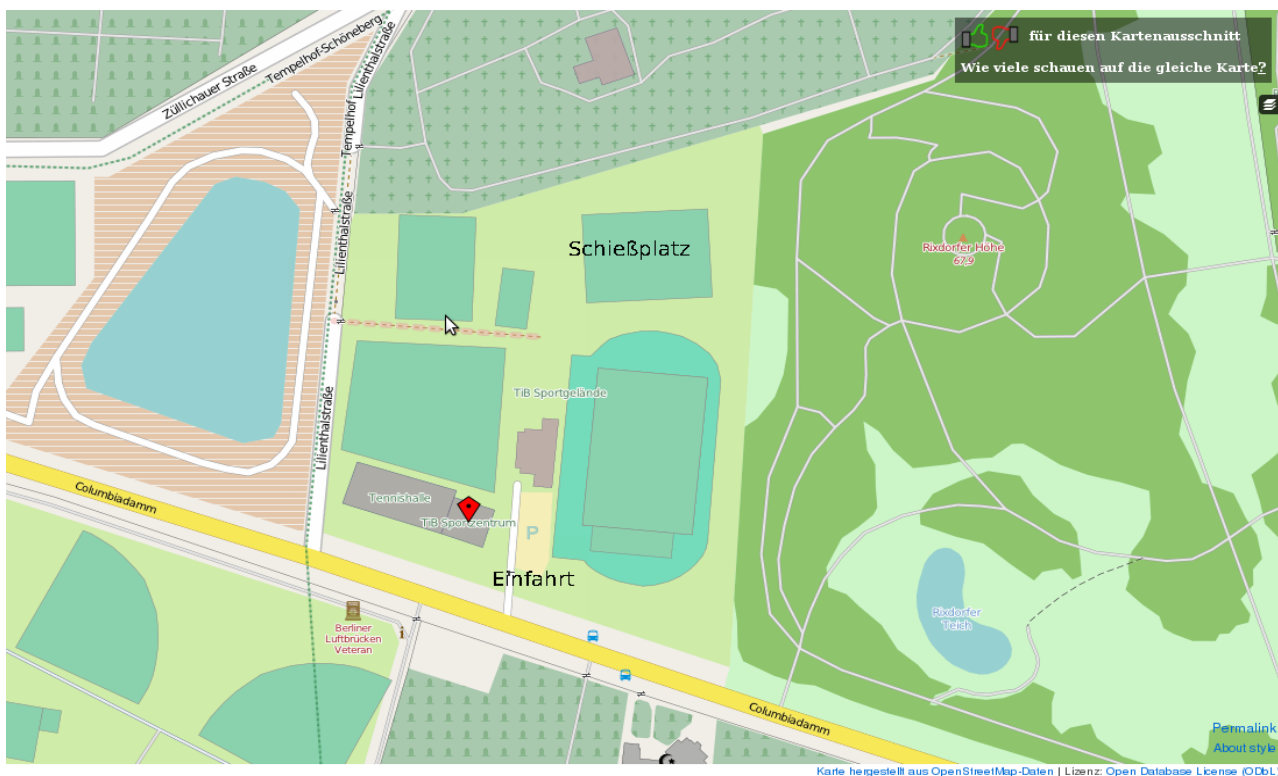 für diesen Kartenausschnitt
Wie viele schauen auf die gleiche Karte?
Züllichauer Straße
Tempelhof-Schöneberg
Lilienthalstraße
Tempelhof
Lilienthalstraße
Lilienthalstraße
Lilienthalstraße
Schießplatz
Rixdorfer Höhe
67,9
TiB Sportgelände
Tennishalle
TiB Sportzentrum
P
Einfahrt
Columbiadamm
Berliner
Luftbrücken
Veteran
Rixdorfer
Teich
Columbiadamm
Permalink
About style
Karte hergestellt aus OpenStreetMap-Daten | Lizenz: Open Database License (ODbL)